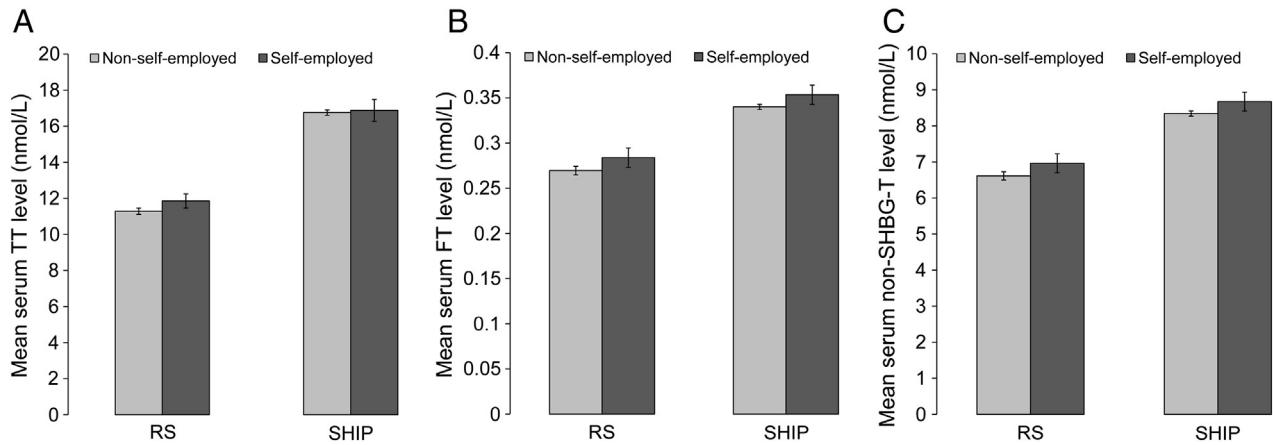 A
Mean serum TT level (nmol/L)
20
18
16
14
12
10
8
6
4
2
0
Non-self-employed
Self-employed
RS
SHIP
B
Mean serum FT level (nmol/L)
0.4
0.35
0.3
0.25
0.2
0.15
0.1
0.05
0
Non-self-employed
Self-employed
RS
SHIP
C
Mean serum non-SHBG-T level (nmol/L)
10
9
8
7
6
5
4
3
2
1
0
Non-self-employed
Self-employed
RS
SHIP